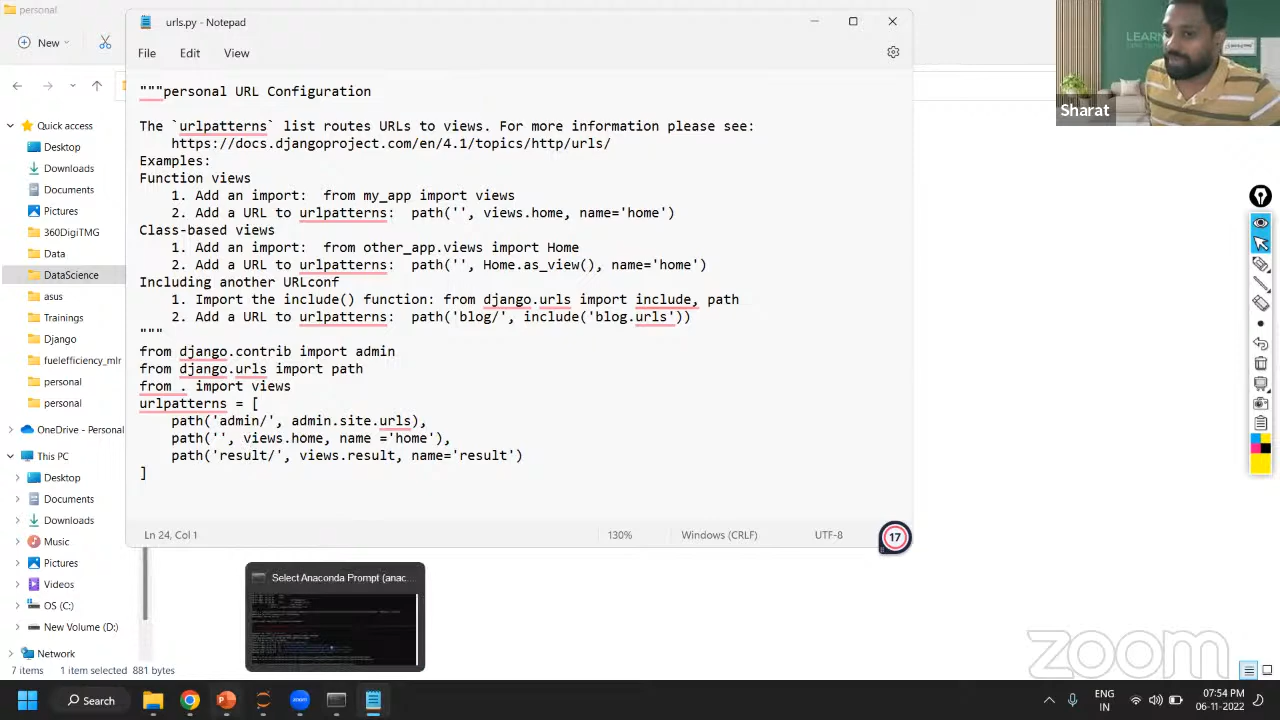 personal
urls.py - Notepad
New
File Edit View
LEARN
Sharat
"""personal URL Configuration
The `urlpatterns` list routes URLs to views. For more information please see:
    https://docs.djangoproject.com/en/4.1/topics/http/urls/
Examples:
Function views
    1. Add an import:  from my_app import views
    2. Add a URL to urlpatterns:  path('', views.home, name='home')
Class-based views
    1. Add an import:  from other_app.views import Home
    2. Add a URL to urlpatterns:  path('', Home.as_view(), name='home')
Including another URLconf
    1. Import the include() function: from django.urls import include, path
    2. Add a URL to urlpatterns:  path('blog/', include('blog.urls'))
"""
from django.contrib import admin
from django.urls import path
from . import views
urlpatterns = [
    path('admin/', admin.site.urls),
    path('', views.home, name ='home'),
    path('result/', views.result, name='result')
]
Ln 24, Col 1 130% Windows (CRLF) UTF-8 17
Quick access
Desktop
Downloads
Documents
Pictures
360DigiTMG
Data
DataScience
asus
Trainings
Django
fuelefficiency_mlr
personal
personal
OneDrive - Personal
This PC
Desktop
Documents
Downloads
Music
Pictures
Videos
New Volume (D:)
7 items 881 bytes
Select Anaconda Prompt (anac...
zoom
Search
zoom
ENG
IN
07:54 PM
06-11-2022